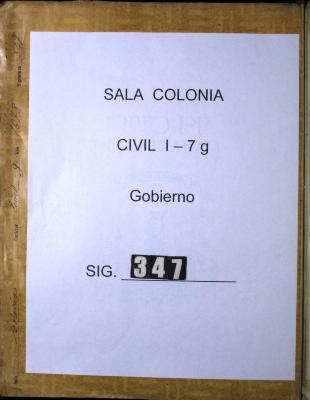 SALA COLONIA
CIVIL I – 7 g
Gobierno
SIG. 347